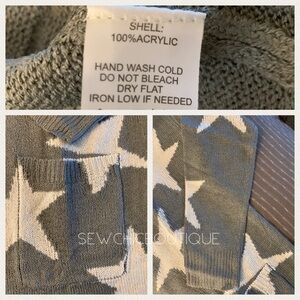 SHELL:
100%ACRYLIC
HAND WASH COLD
DO NOT BLEACH
DRY FLAT
IRON LOW IF NEEDED
SEWCHICBOUTIQUE